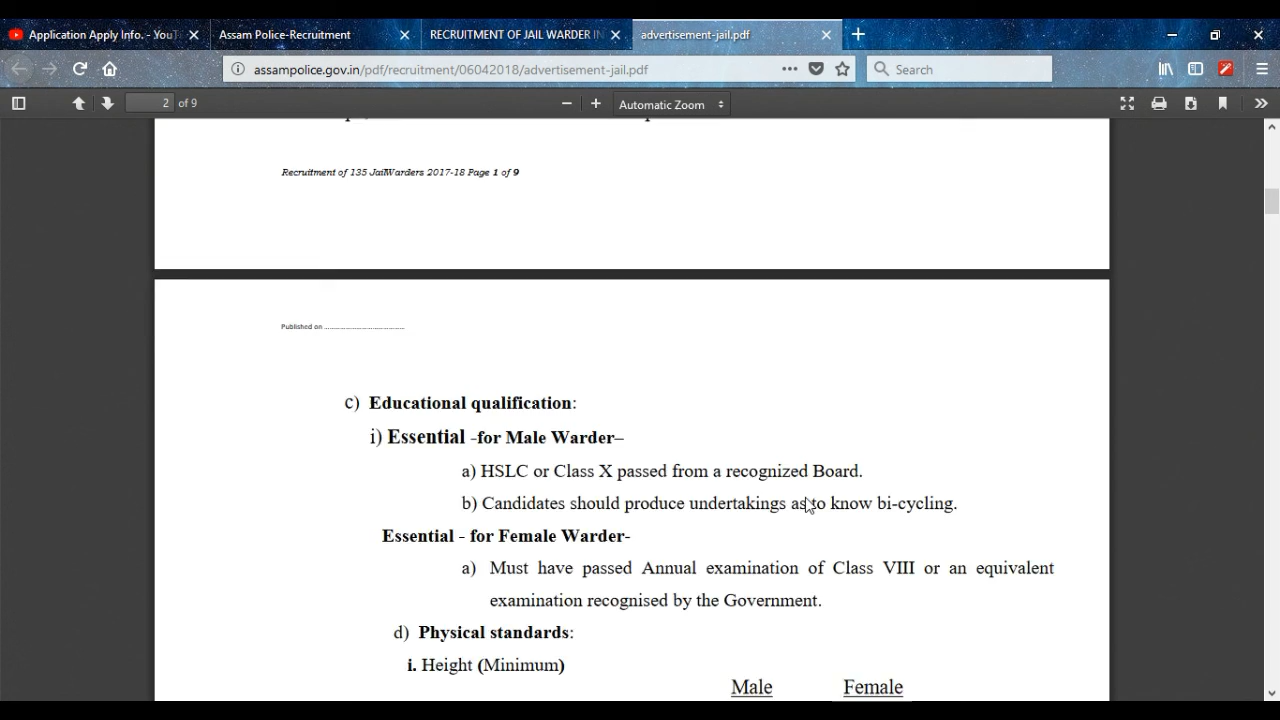 Application Apply Info. - YouT
Assam Police-Recruitment
RECRUITMENT OF JAIL WARDER IN
advertisement-jail.pdf
assampolice.gov.in/pdf/recruitment/06042018/advertisement-jail.pdf
Search
2 of 9
Automatic Zoom
Recruitment of 135 JailWarders 2017-18 Page 1 of 9
Published on ........................................
c) Educational qualification:
i) Essential -for Male Warder–
a) HSLC or Class X passed from a recognized Board.
b) Candidates should produce undertakings as to know bi-cycling.
Essential - for Female Warder-
a) Must have passed Annual examination of Class VIII or an equivalent
examination recognised by the Government.
d) Physical standards:
i. Height (Minimum)
Male Female